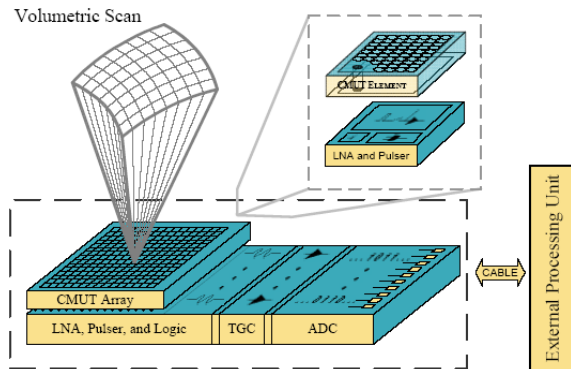 Volumetric Scan
CMUT ELEMENT
LNA and Pulser
CMUT Array
LNA, Pulser, and Logic
TGC
ADC
CABLE
External Processing Unit